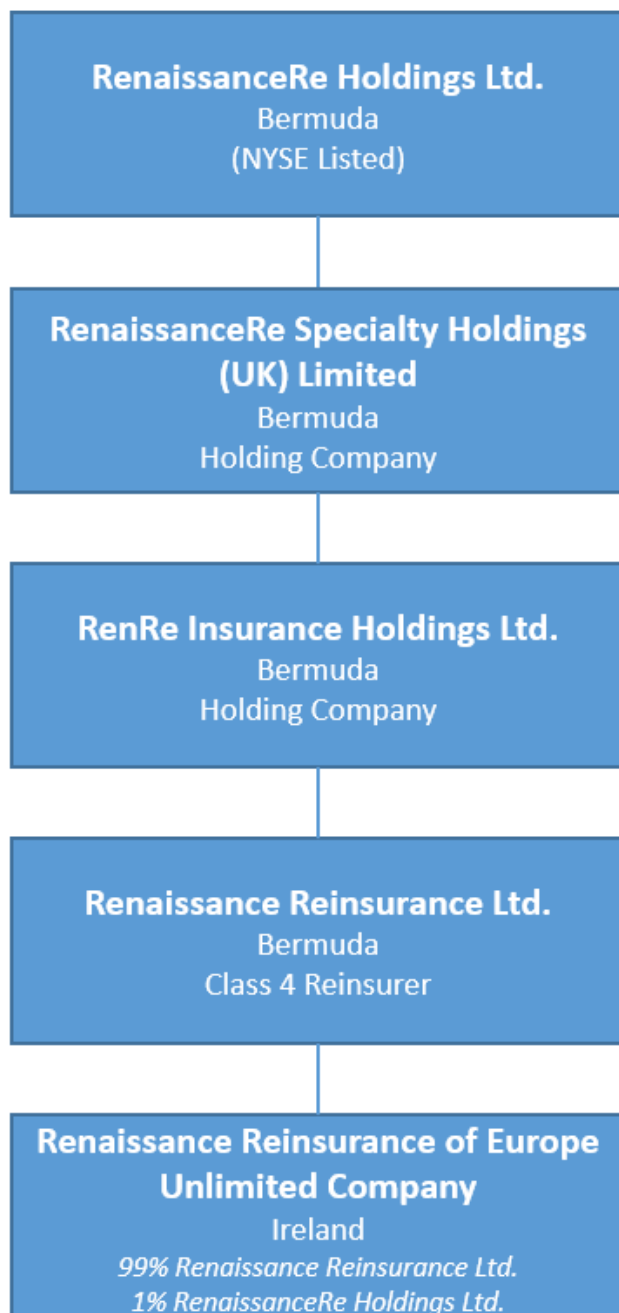 RenaissanceRe Holdings Ltd.
Bermuda
(NYSE Listed)
RenaissanceRe Specialty Holdings
(UK) Limited
Bermuda
Holding Company
RenRe Insurance Holdings Ltd.
Bermuda
Holding Company
Renaissance Reinsurance Ltd.
Bermuda
Class 4 Reinsurer
Renaissance Reinsurance of Europe
Unlimited Company
Ireland
99% Renaissance Reinsurance Ltd.
1% RenaissanceRe Holdings Ltd.